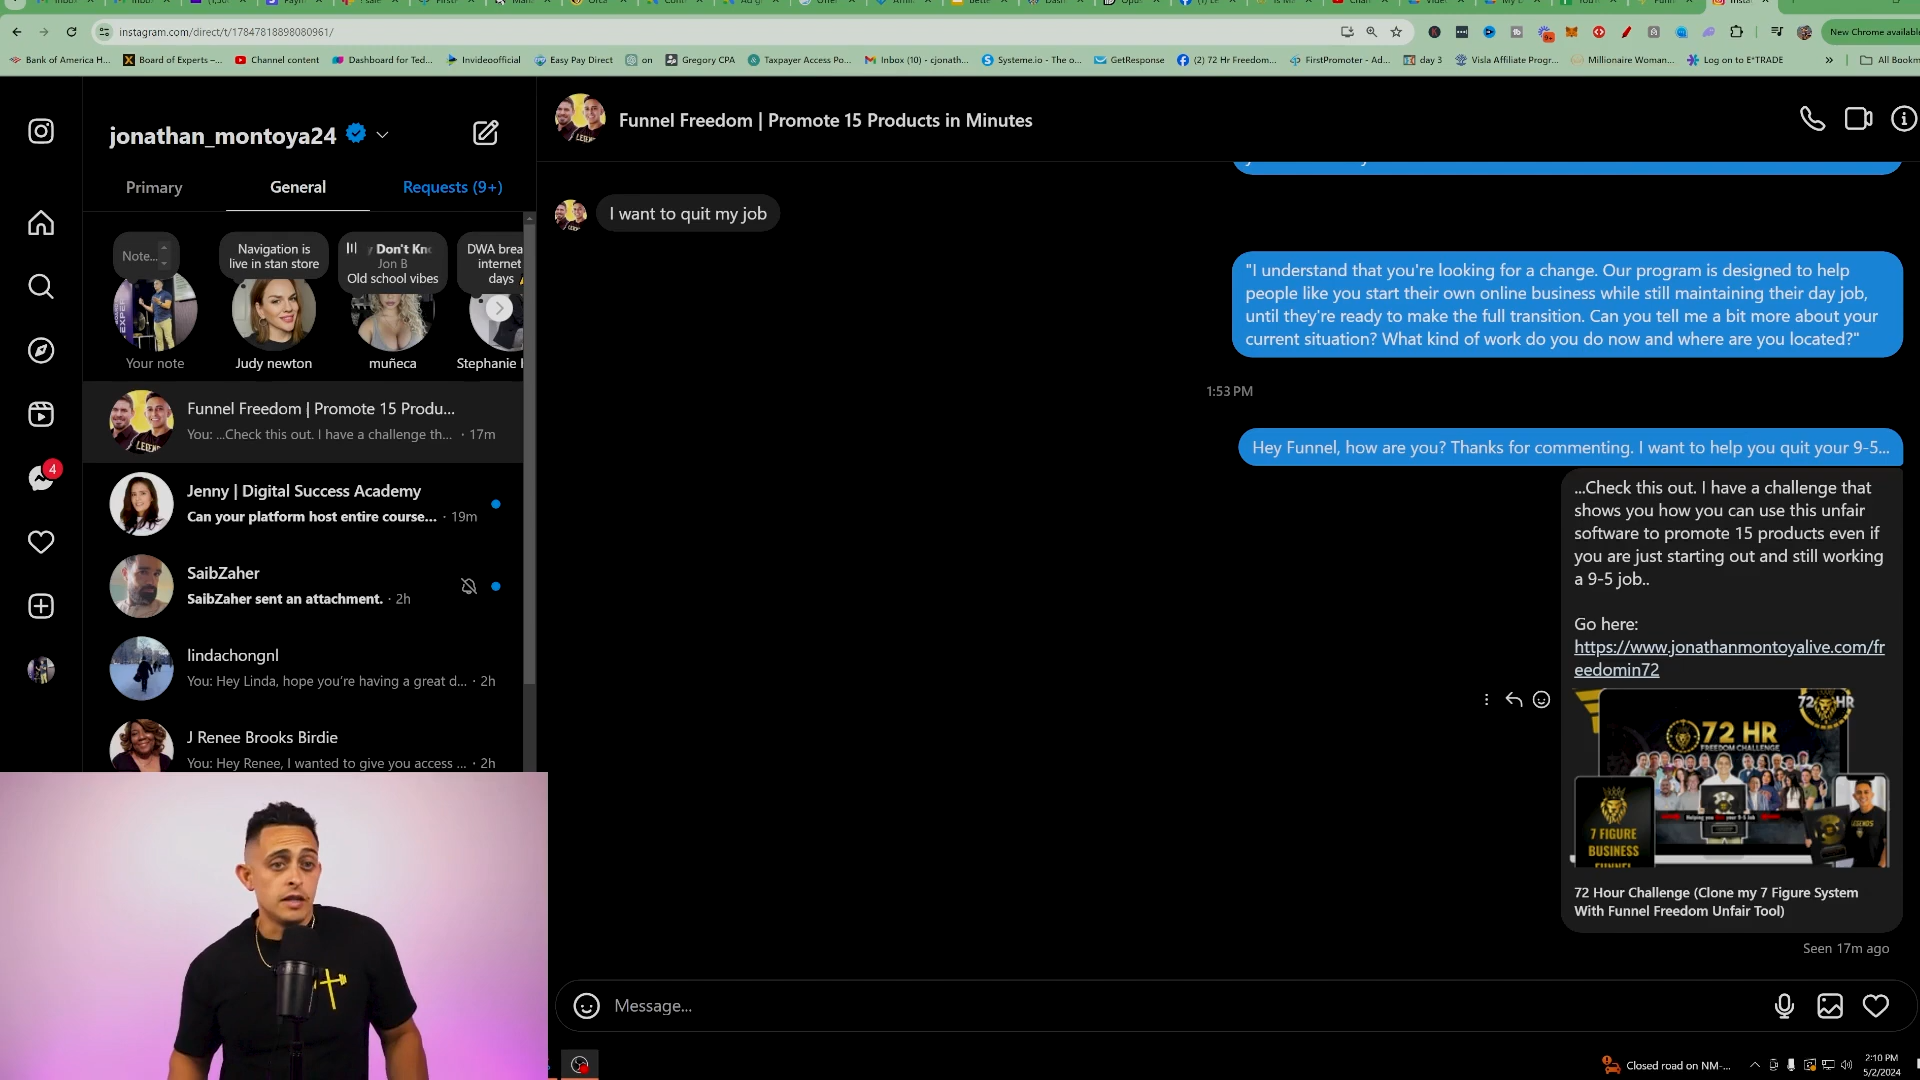 instagram.com/direct/t/17847818898080961/
New Chrome available
Bank of America H...
Board of Experts –...
Channel content
Dashboard for Ted...
Invideoofficial
Easy Pay Direct
on
Gregory CPA
Taxpayer Access Po...
Inbox (10) - cjonath...
Systeme.io - The o...
GetResponse
(2) 72 Hr Freedom...
FirstPromoter - Ad...
day 3
Visla Affiliate Progr...
Millionaire Woman...
Log on to E*TRADE
»
All Bookm
jonathan_montoya24
Primary
General
Requests (9+)
Note...
Your note
Navigation is
live in stan store
Judy newton
Don't Kn
Jon B
Old school vibes
muñeca
DWA brea
internet
days
Stephanie
Funnel Freedom | Promote 15 Produ...
You: ...Check this out. I have a challenge th... · 17m
4
Jenny | Digital Success Academy
Can your platform host entire course... · 19m
SaibZaher
SaibZaher sent an attachment. · 2h
lindachongnl
You: Hey Linda, hope you're having a great d... · 2h
J Renee Brooks Birdie
You: Hey Renee, I wanted to give you access ... · 2h
Funnel Freedom | Promote 15 Products in Minutes
I want to quit my job
"I understand that you're looking for a change. Our program is designed to help
people like you start their own online business while still maintaining their day job,
until they're ready to make the full transition. Can you tell me a bit more about your
current situation? What kind of work do you do now and where are you located?"
1:53 PM
Hey Funnel, how are you? Thanks for commenting. I want to help you quit your 9-5...
...Check this out. I have a challenge that
shows you how you can use this unfair
software to promote 15 products even if
you are just starting out and still working
a 9-5 job..
Go here:
https://www.jonathanmontoyalive.com/fr
eedomin72
72 HR
72 HR
FREEDOM CHALLENGE
Helping you your 9-5 Job
7 FIGURE
BUSINESS
FUNNEL
LEGENDS
72 Hour Challenge (Clone my 7 Figure System
With Funnel Freedom Unfair Tool)
Seen 17m ago
Message...
Closed road on NM-...
2:10 PM
5/2/2024